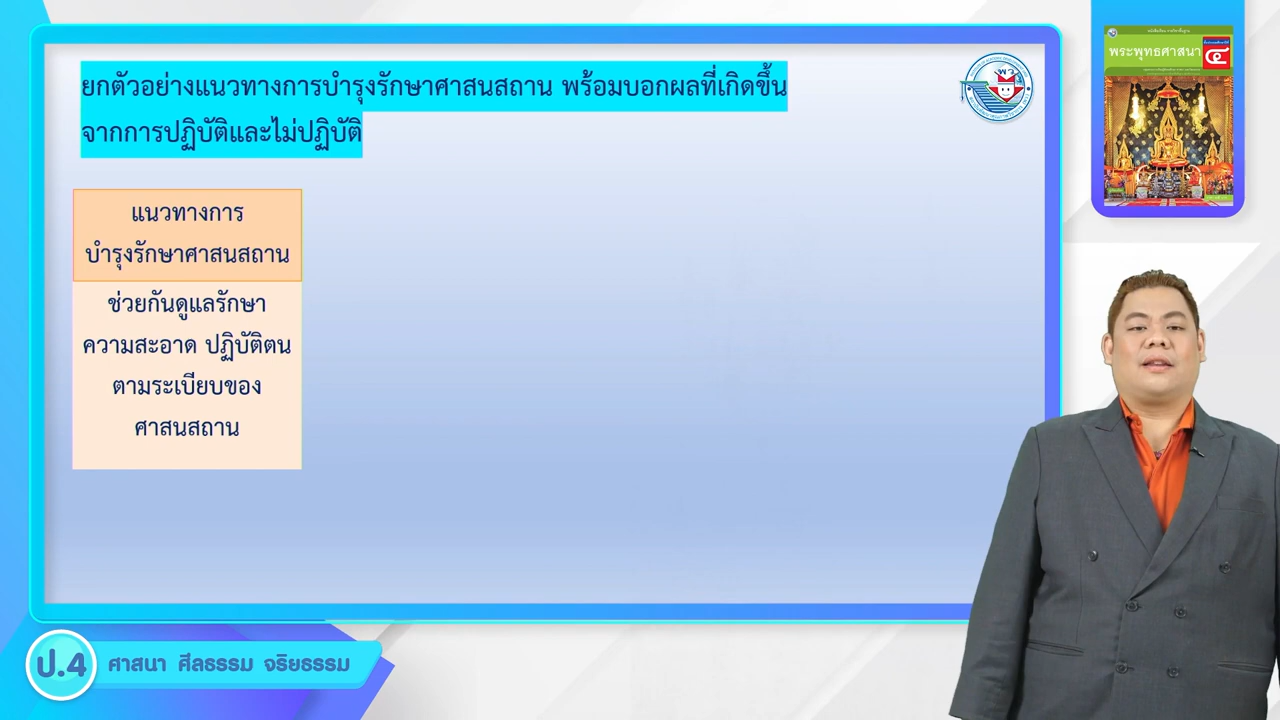 ยกตัวอย่างแนวทางการบำรุงรักษาศาสนสถาน พร้อมบอกผลที่เกิดขึ้น
จากการปฏิบัติและไม่ปฏิบัติ
แนวทางการ
บำรุงรักษาศาสนสถาน
ช่วยกันดูแลรักษา
ความสะอาด ปฏิบัติตน
ตามระเบียบของ
ศาสนสถาน
พระพุทธศาสนา
๔
ป.4 ศาสนา ศีลธรรม จริยธรรม